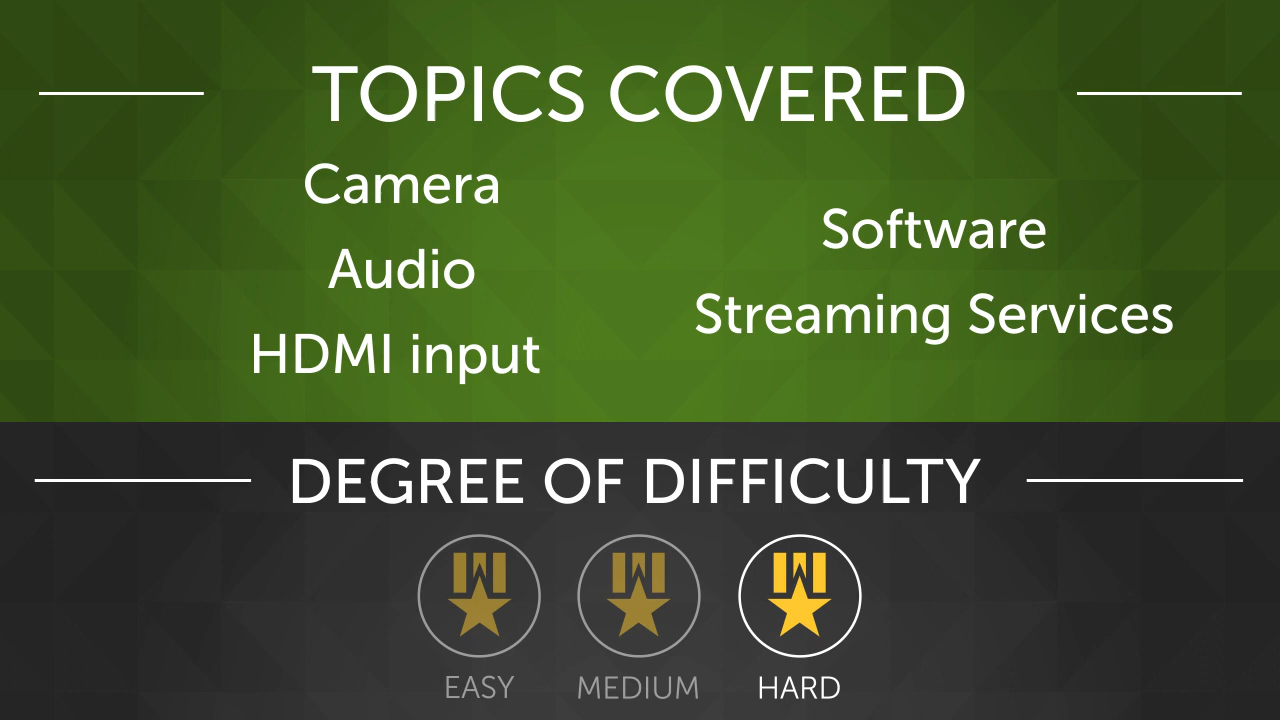 TOPICS COVERED
Camera
Audio
HDMI input
Software
Streaming Services
DEGREE OF DIFFICULTY
EASY
MEDIUM
HARD